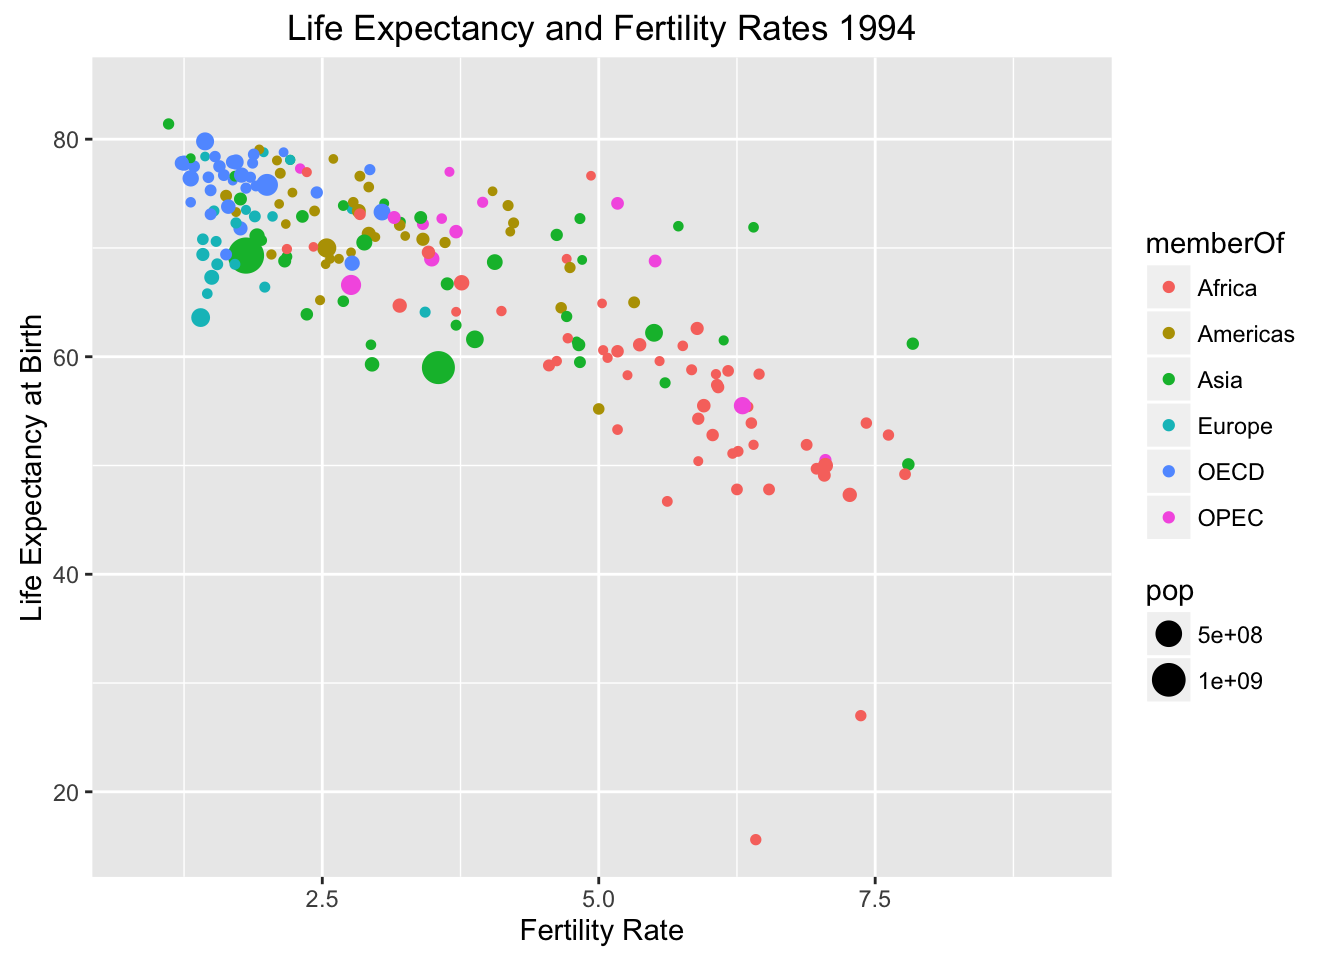 Life Expectancy and Fertility Rates 1994
Life Expectancy at Birth
80
60
40
20
2.5 5.0 7.5
Fertility Rate
memberOf
Africa
Americas
Asia
Europe
OECD
OPEC
pop
5e+08
1e+09